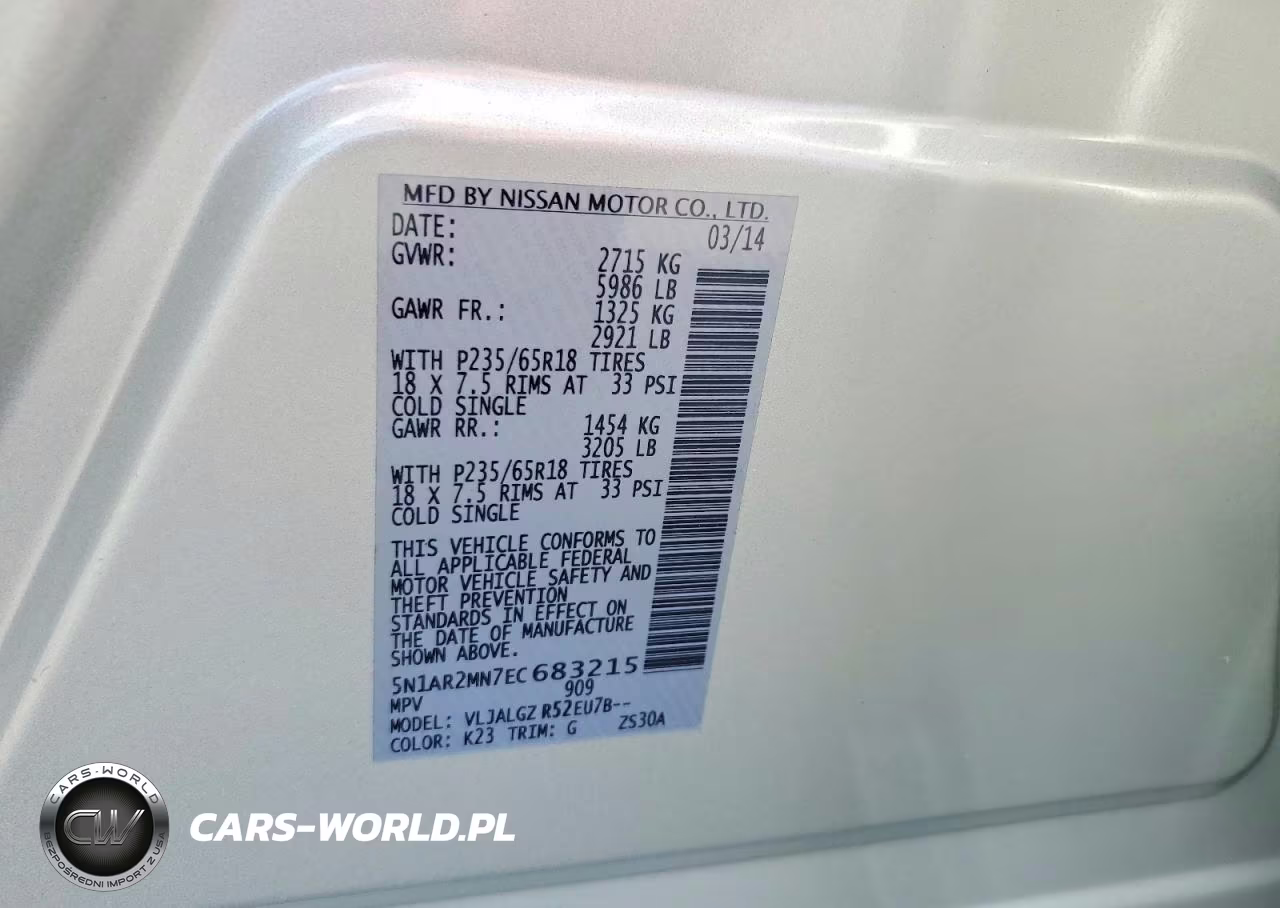 MFD BY NISSAN MOTOR CO., LTD.
DATE: 03/14
GVWR: 2715 KG
5986 LB
GAWR FR.: 1325 KG
2921 LB
WITH P235/65R18 TIRES
18 X 7.5 RIMS AT 33 PSI
COLD SINGLE
GAWR RR.: 1454 KG
3205 LB
WITH P235/65R18 TIRES
18 X 7.5 RIMS AT 33 PSI
COLD SINGLE
THIS VEHICLE CONFORMS TO
ALL APPLICABLE FEDERAL
MOTOR VEHICLE SAFETY AND
THEFT PREVENTION
STANDARDS IN EFFECT ON
THE DATE OF MANUFACTURE
SHOWN ABOVE.
5N1AR2MN7EC683215
MPV 909
MODEL: VLJALGZ R52EU7B--
COLOR: K23 TRIM: G ZS30A
CARS-WORLD
CW
BEZPOŚREDNI IMPORT Z USA
CARS-WORLD.PL